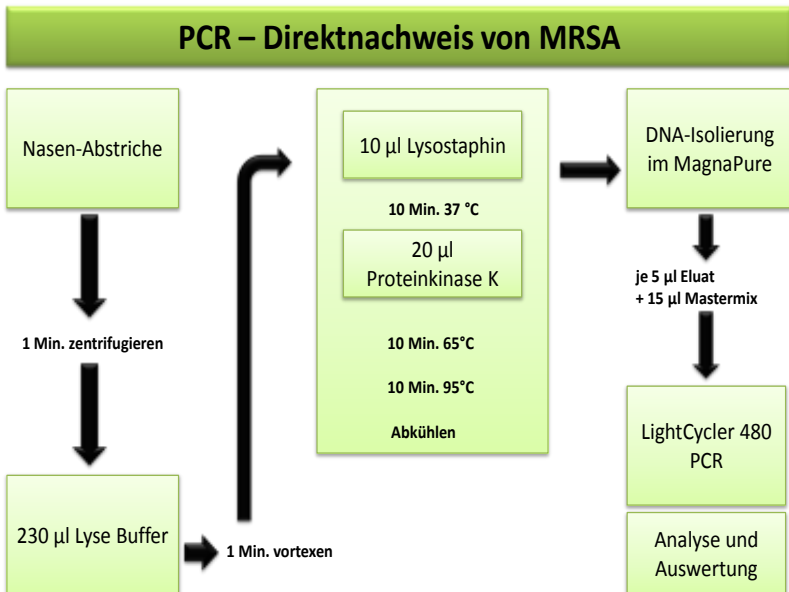 PCR – Direktnachweis von MRSA
Nasen-Abstriche
1 Min. zentrifugieren
230 µl Lyse Buffer
1 Min. vortexen
10 µl Lysostaphin
10 Min. 37 °C
20 µl
Proteinkinase K
10 Min. 65°C
10 Min. 95°C
Abkühlen
DNA-Isolierung
im MagnaPure
je 5 µl Eluat
+ 15 µl Mastermix
LightCycler 480
PCR
Analyse und
Auswertung